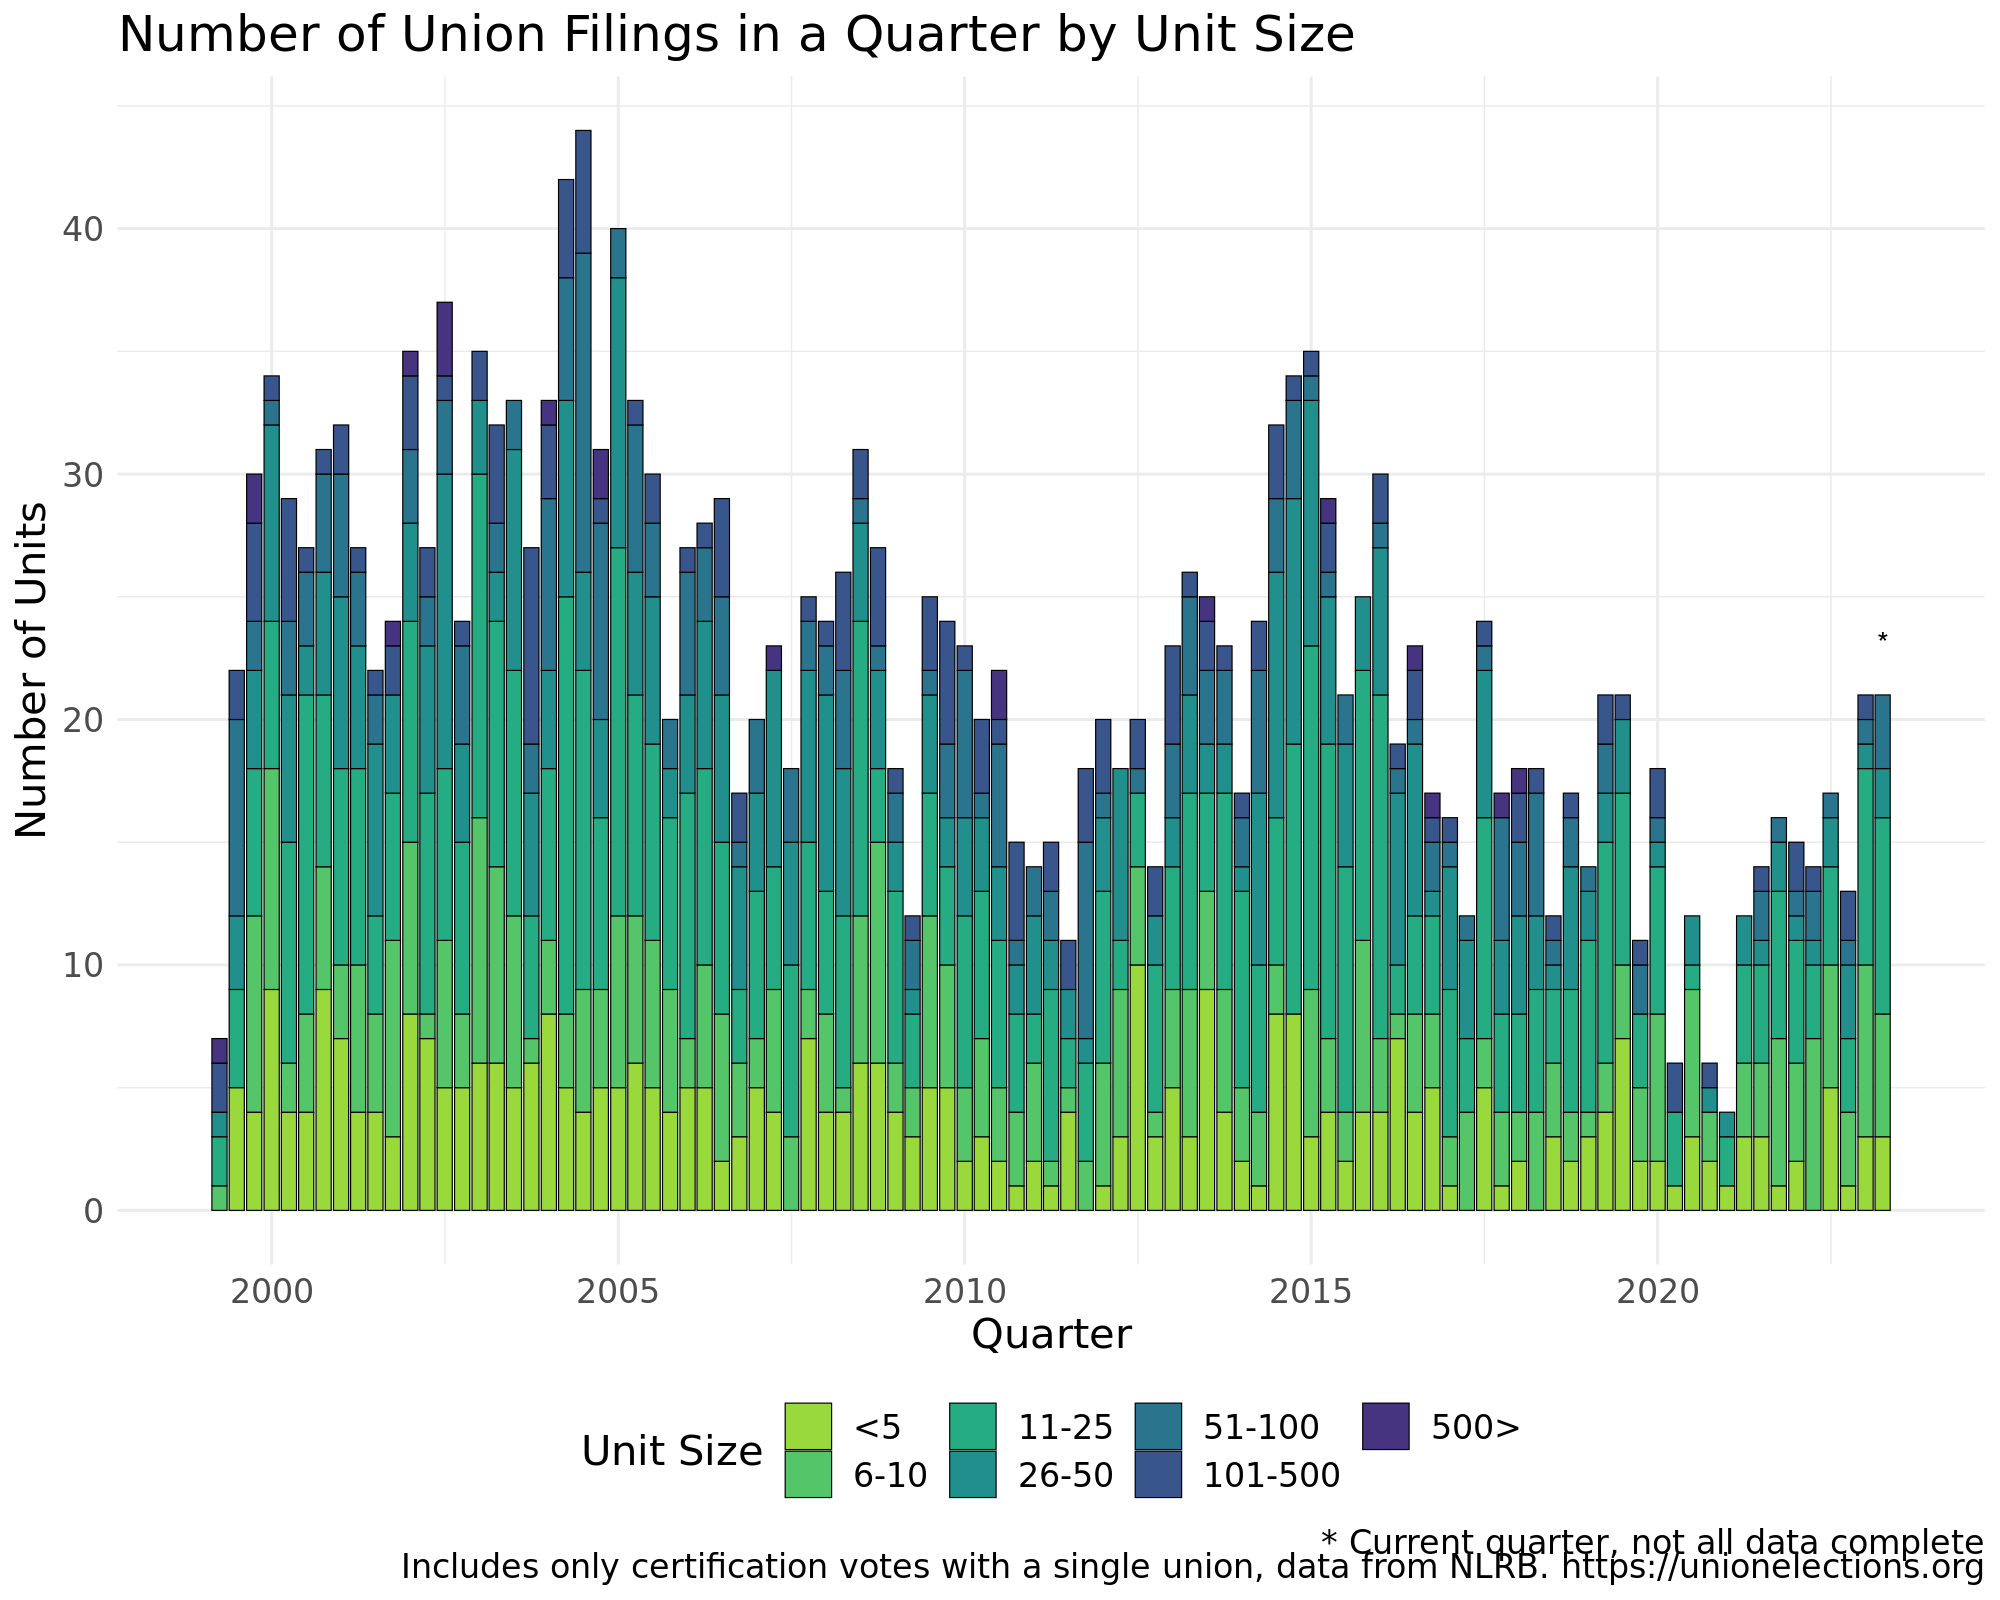 Number of Union Filings in a Quarter by Unit Size
Number of Units
40
30
20
10
0
*
2000 2005 2010 2015 2020
Quarter
Unit Size
<5 11-25 51-100 500>
6-10 26-50 101-500
* Current quarter, not all data complete
Includes only certification votes with a single union, data from NLRB. https://unionelections.org